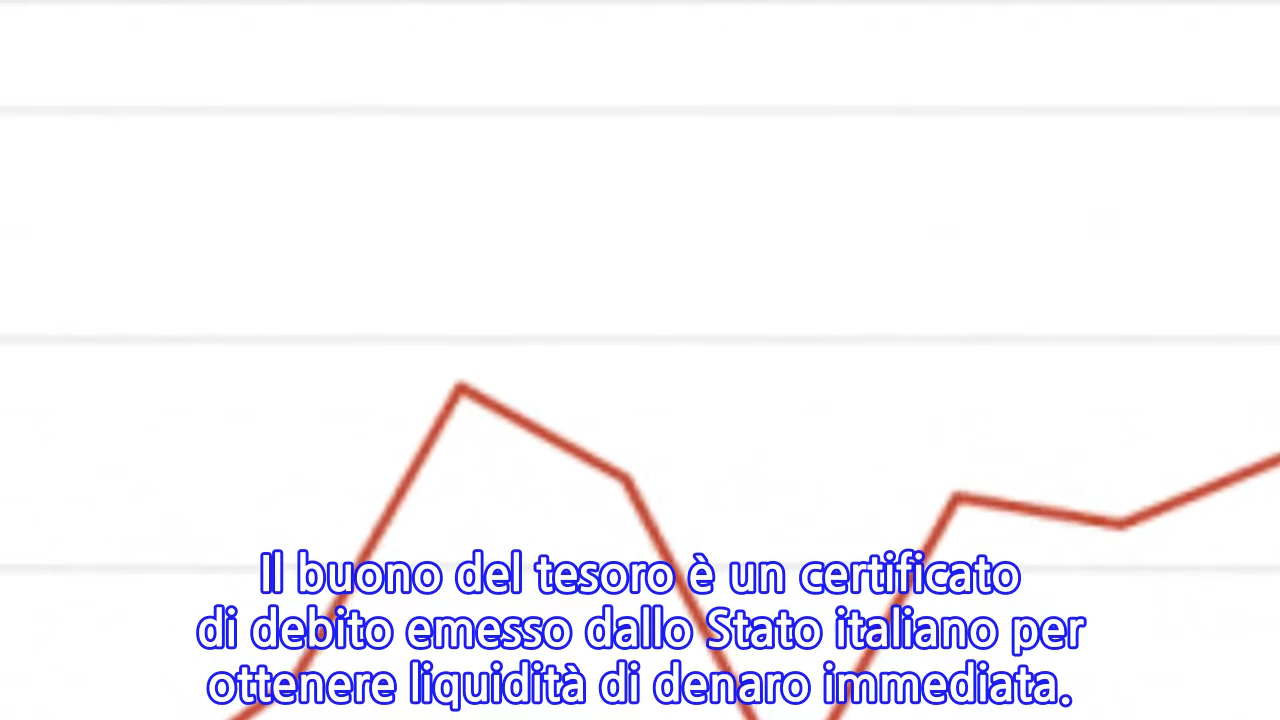 Il buono del tesoro è un certificato
di debito emesso dallo Stato italiano per
ottenere liquidità di denaro immediata.